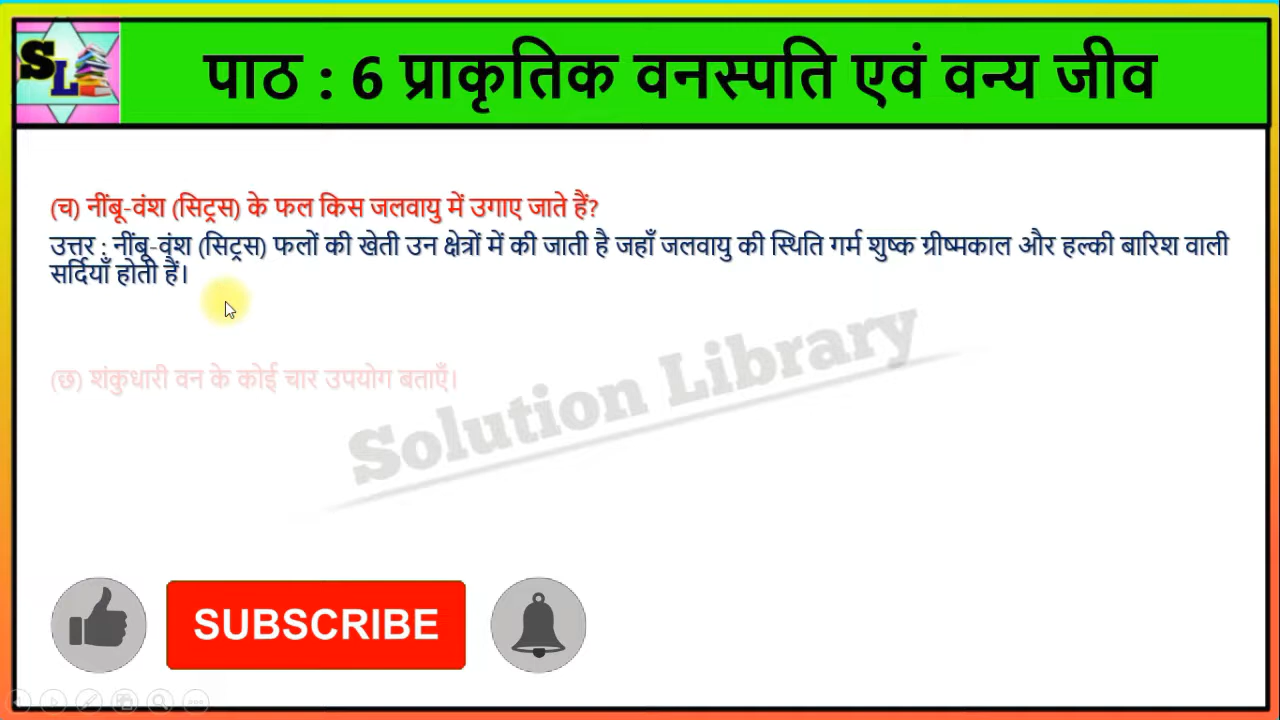 SL
पाठ : 6 प्राकृतिक वनस्पति एवं वन्य जीव
(च) नींबू-वंश (सिट्रस) के फल किस जलवायु में उगाए जाते हैं?
उत्तर : नींबू-वंश (सिट्रस) फलों की खेती उन क्षेत्रों में की जाती है जहाँ जलवायु की स्थिति गर्म शुष्क ग्रीष्मकाल और हल्की बारिश वाली
सर्दियाँ होती हैं।
(छ) शंकुधारी वन के कोई चार उपयोग बताएँ।
Solution Library
SUBSCRIBE